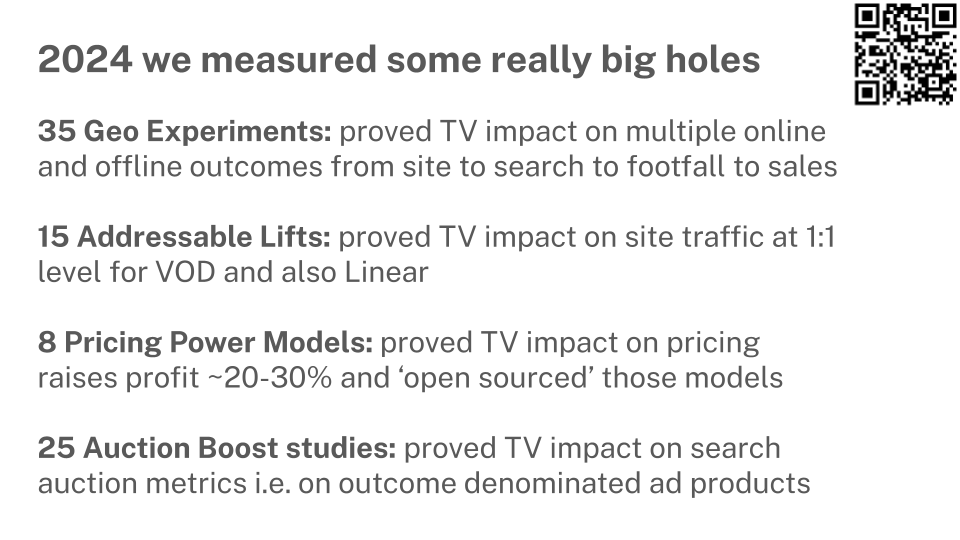 2024 we measured some really big holes
35 Geo Experiments: proved TV impact on multiple online
and offline outcomes from site to search to footfall to sales
15 Addressable Lifts: proved TV impact on site traffic at 1:1
level for VOD and also Linear
8 Pricing Power Models: proved TV impact on pricing
raises profit ~20-30% and ‘open sourced’ those models
25 Auction Boost studies: proved TV impact on search
auction metrics i.e. on outcome denominated ad products